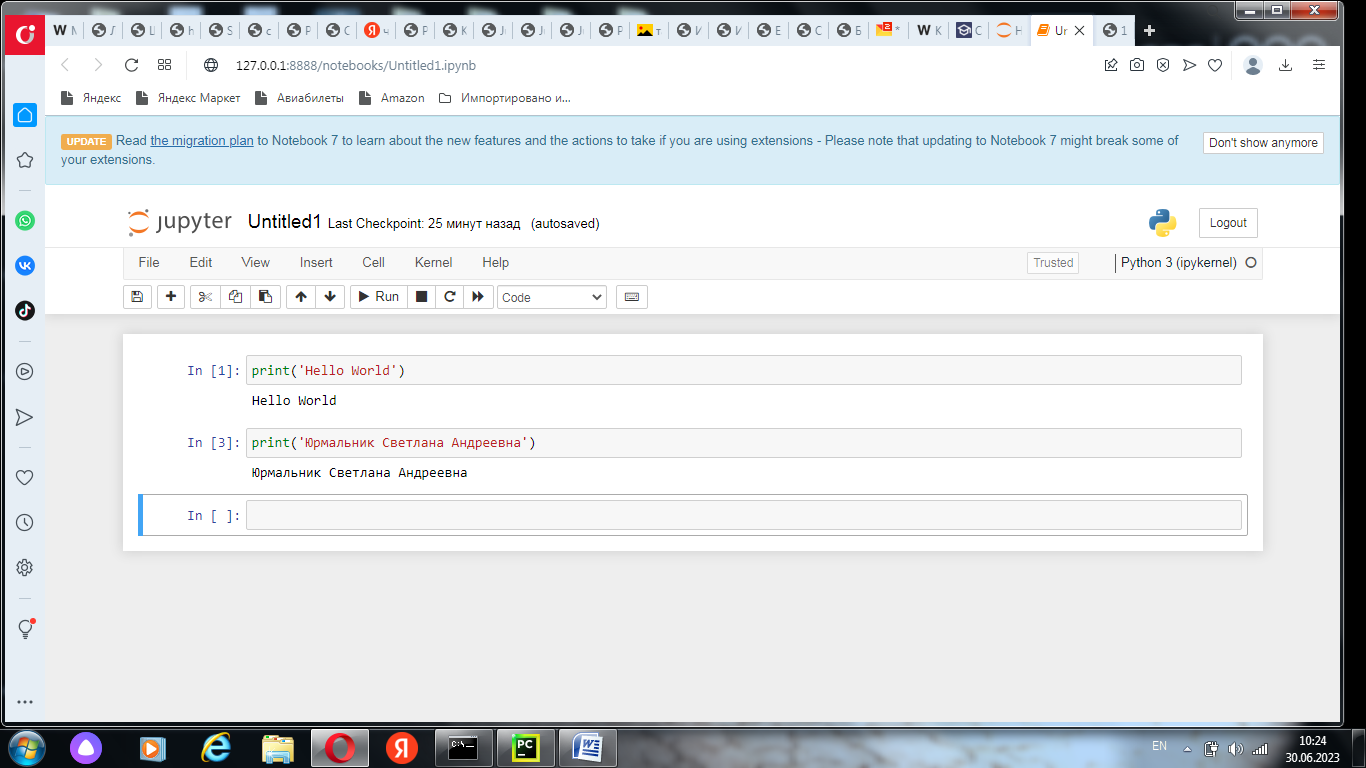 W М Л Ц h S с Р С Я ч Р К J J J Р т И И Е С Б 2 * W К С Н Ur 1
127.0.0.1:8888/notebooks/Untitled1.ipynb
Яндекс Яндекс Маркет Авиабилеты Amazon Импортировано и...
UPDATE Read the migration plan to Notebook 7 to learn about the new features and the actions to take if you are using extensions - Please note that updating to Notebook 7 might break some of
your extensions.
Don't show anymore
jupyter Untitled1 Last Checkpoint: 25 минут назад (autosaved)
Logout
File Edit View Insert Cell Kernel Help
Trusted Python 3 (ipykernel)
Run Code
In [1]: print('Hello World')
Hello World
In [3]: print('Юрмальник Светлана Андреевна')
Юрмальник Светлана Андреевна
In [ ]:
Я C:\. PC W EN 10:24
30.06.2023